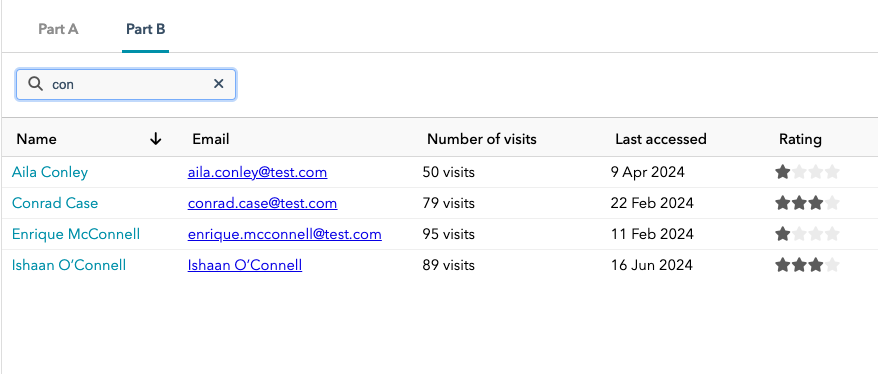 Part A Part B
con
Name Email Number of visits Last accessed Rating
Aila Conley aila.conley@test.com 50 visits 9 Apr 2024
Conrad Case conrad.case@test.com 79 visits 22 Feb 2024
Enrique McConnell enrique.mcconnell@test.com 95 visits 11 Feb 2024
Ishaan O’Connell Ishaan O’Connell 89 visits 16 Jun 2024